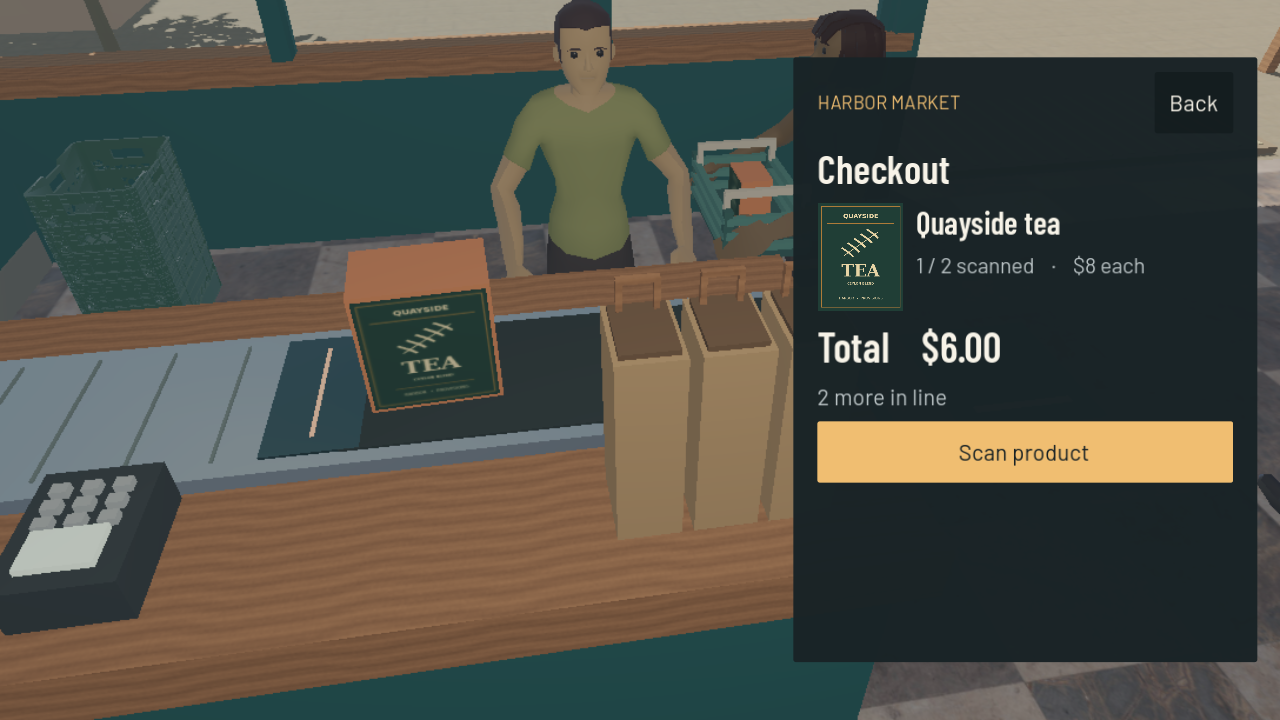 HARBOR MARKET
Back
Checkout
QUAYSIDE
TEA
Quayside tea
1 / 2 scanned · $8 each
Total $6.00
2 more in line
Scan product
QUAYSIDE
TEA